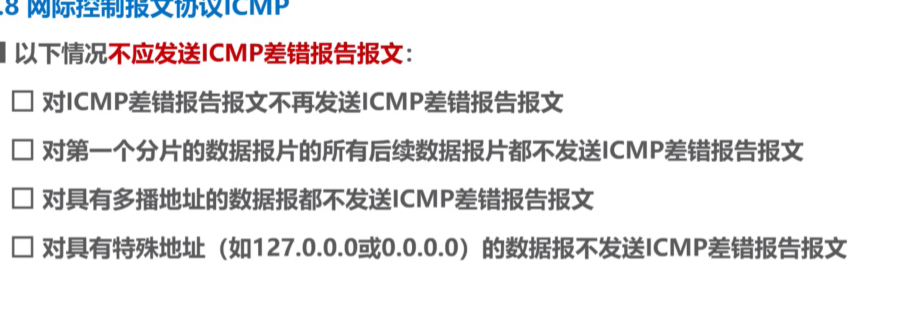 .8 网际控制报文协议ICMP
以下情况不应发送ICMP差错报告报文：
对ICMP差错报告报文不再发送ICMP差错报告报文
对第一个分片的数据报片的所有后续数据报片都不发送ICMP差错报告报文
对具有多播地址的数据报都不发送ICMP差错报告报文
对具有特殊地址（如127.0.0.0或0.0.0.0）的数据报不发送ICMP差错报告报文